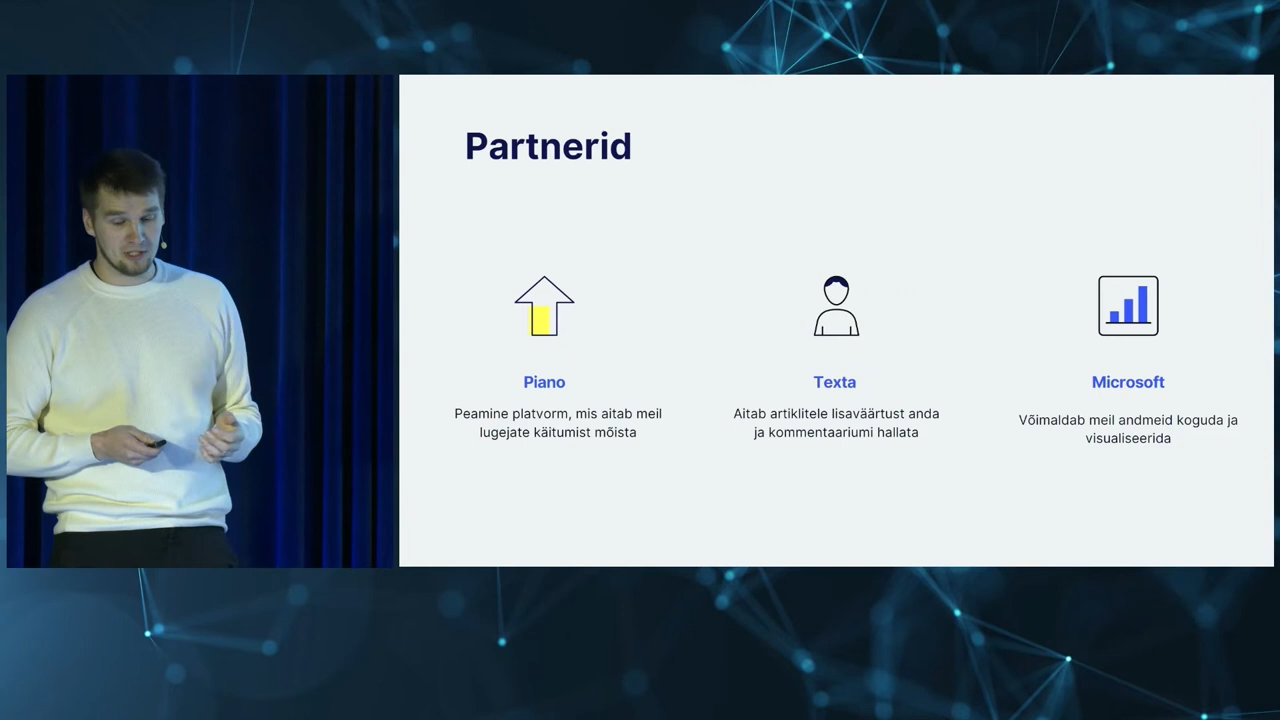 Partnerid
Piano
Peamine platvorm, mis aitab meil
lugejate käitumist mõista
Texta
Aitab artiklitele lisaväärtust anda
ja kommentaariumi hallata
Microsoft
Võimaldab meil andmeid koguda ja
visualiseerida